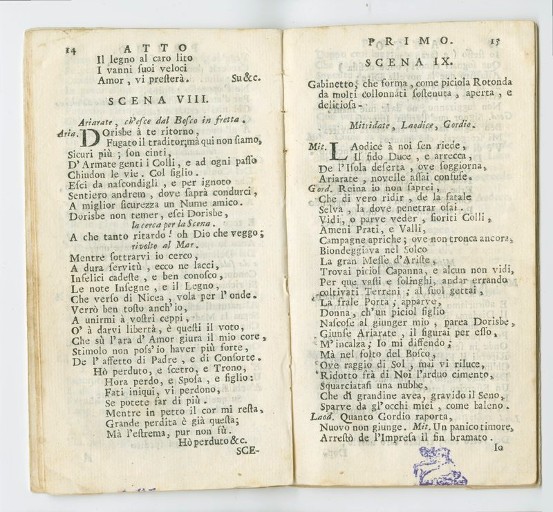 14 ATTO
Il legno al caro lito
I vanni suoi veloci
Amor, vi presterà. Su&c.
SCENA VIII.
Ariarate, ch'esce dal Bosco in fretta.
Aria. Dorisbe à te ritorno,
Fugato il traditor; mà qui non siamo,
Sicuri più; son cinti,
D'Armate genti i Colli, e ad ogni passo
Chiudon le vie. Col figlio.
Esci da nascondigli, e per ignoto
Sentiero andrem, dove saprà condurci,
A miglior sicurezza un Nume amico.
Dorisbe non temer, esci Dorisbe,
la cerca per la Scena.
A che tanto ritardo! oh Dio che veggo;
rivolto al Mar.
Mentre sottrarvi io cerco,
A dura servitù, ecco ne lacci,
Infelici cadeste, e ben conosco,
Le note Insegne, e il Legno,
Che verso di Nicea, vola per l'onde.
Verrò ben tosto anch'io,
A unirmi à vostri ceppi,
O' à darvi libertà, è questi il voto,
Che sù l'ara d'Amor giura il mio core,
Stimolo non poss'io haver più forte,
De l'affetto di Padre, e di Consorte.
Hò perduto, e scetro, e Trono,
Hora perdo, e Sposa, e figlio:
Fati iniqui, vi perdono,
Se potete far di più.
Mentre in petto il cor mi resta,
Grande perdita è già questa;
Mà l'estrema, pur non fù.
Hò perduto &c.
SCE-
PRIMO. 15
SCENA IX.
Gabinetto, che forma, come piciola Rotonda
da molti collonnati sostenuta, aperta, e
delitiosa-
Mitridate, Laodice, Gordio.
Mit. Laodice à noi sen riede,
Il fido Duce, e arrecca,
De l'Isola deserta, ove soggiorna,
Ariarate, novelle assai confuse.
Gord. Reina io non saprei,
Che di vero ridir, de la fatale
Selva, la dove penetrar osai.
Vidi, o parve veder, fioriti Colli,
Ameni Prati, e Valli,
Campagne apriche; ove non tronca ancora,
Biondeggiava nel Solco
La gran Messe d'Ariste,
Trovai piciol Capanna, e alcun non vidi,
Per que vasti e solinghi, andar errando
coltivati Terreni; al suol gettai,
La frale Porta; apparve,
Donna, ch'un piciol figlio
Nascose al giunger mio, parea Dorisbe,
Giunse Ariarate, il figurai per esso,
M'incalza; Io mi diffendo;
Mà nel folto del Bosco,
Ove raggio di Sol, mai vi riluce,
Ridotto frà di Noi l'arduo cimento,
Squarciatasi una nubbe,
Che di grandine avea, gravido il Seno,
Sparve da gl'occhi miei, come baleno.
Laod. Quanto Gordio raporta,
Nuovo non giunge. Mit. Un panico timore,
Arrestò de l'Impresa il fin bramato.
Io